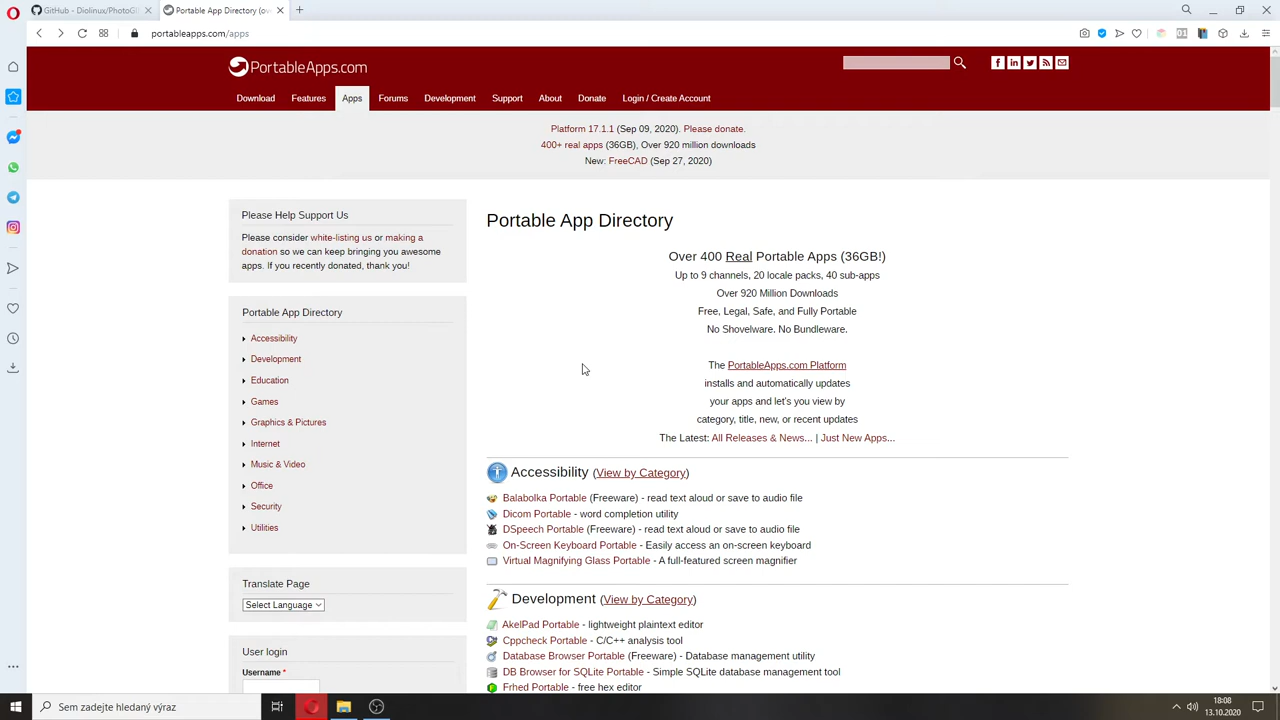 GitHub - Diolinux/PhotoGI
Portable App Directory (ove
portableapps.com/apps
PortableApps.com
Download Features Apps Forums Development Support About Donate Login / Create Account
Platform 17.1.1 (Sep 09, 2020). Please donate.
400+ real apps (36GB), Over 920 million downloads
New: FreeCAD (Sep 27, 2020)
Please Help Support Us
Please consider white-listing us or making a
donation so we can keep bringing you awesome
apps. If you recently donated, thank you!
Portable App Directory
Accessibility
Development
Education
Games
Graphics & Pictures
Internet
Music & Video
Office
Security
Utilities
Translate Page
Select Language
User login
Username *
Portable App Directory
Over 400 Real Portable Apps (36GB!)
Up to 9 channels, 20 locale packs, 40 sub-apps
Over 920 Million Downloads
Free, Legal, Safe, and Fully Portable
No Shovelware. No Bundleware.
The PortableApps.com Platform
installs and automatically updates
your apps and let's you view by
category, title, new, or recent updates
The Latest: All Releases & News... | Just New Apps...
Accessibility (View by Category)
Balabolka Portable (Freeware) - read text aloud or save to audio file
Dicom Portable - word completion utility
DSpeech Portable (Freeware) - read text aloud or save to audio file
On-Screen Keyboard Portable - Easily access an on-screen keyboard
Virtual Magnifying Glass Portable - A full-featured screen magnifier
Development (View by Category)
AkelPad Portable - lightweight plaintext editor
Cppcheck Portable - C/C++ analysis tool
Database Browser Portable (Freeware) - Database management utility
DB Browser for SQLite Portable - Simple SQLite database management tool
Frhed Portable - free hex editor
Sem zadejte hledaný výraz
18:08
13.10.2020